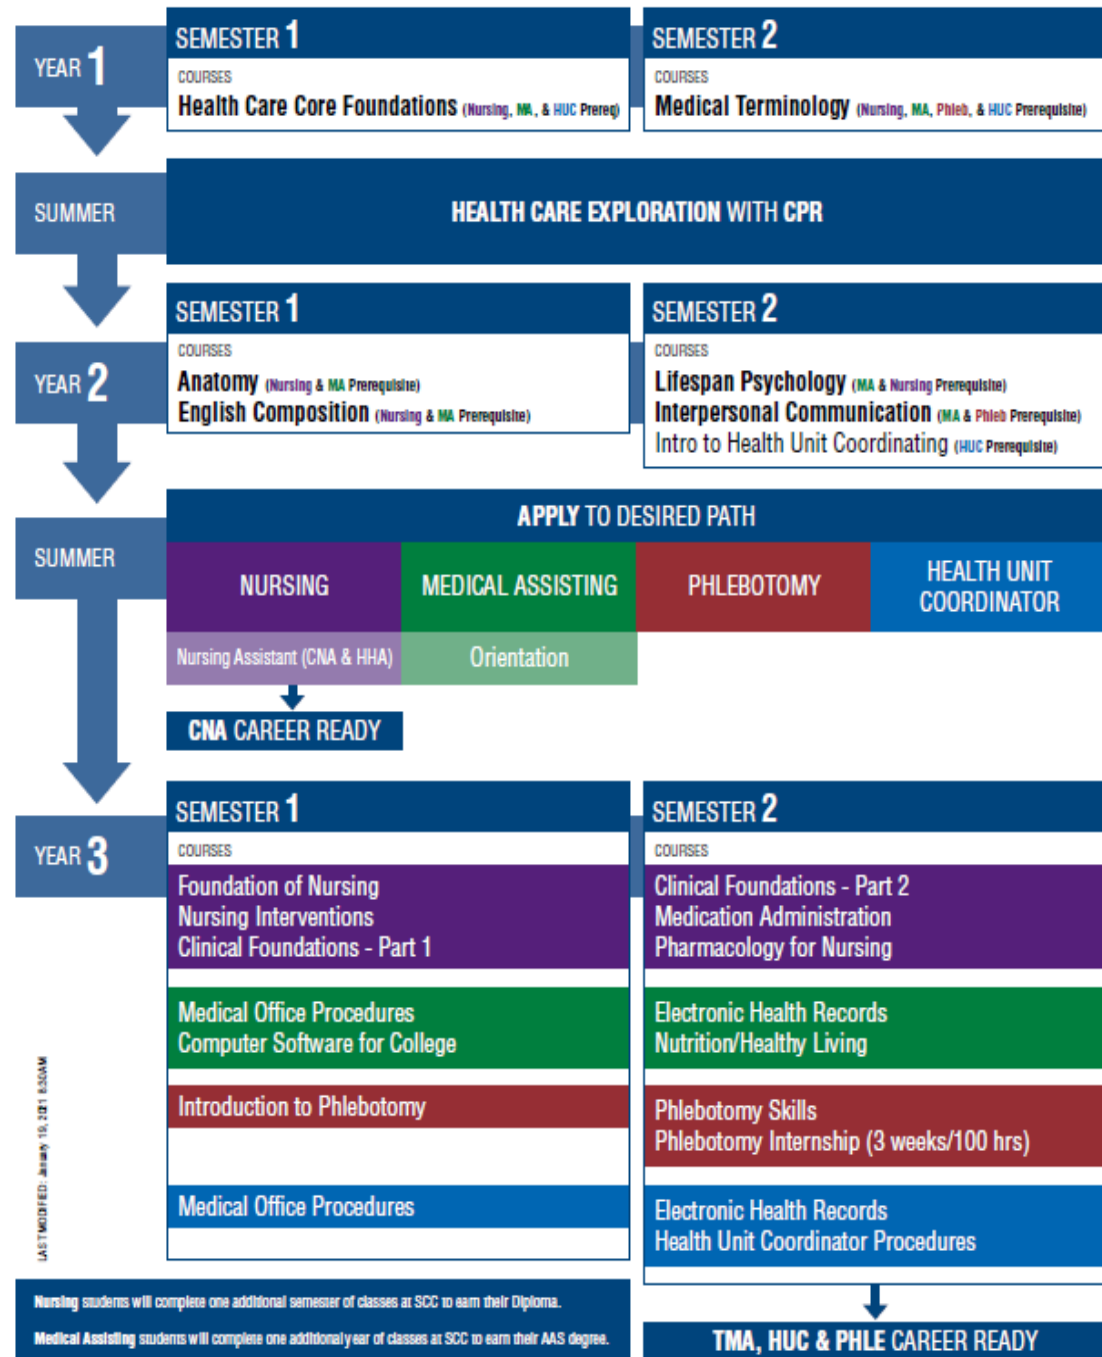 YEAR 1
SEMESTER 1
COURSES
Health Care Core Foundations (Nursing, MA, & HUC Prereq)
SEMESTER 2
COURSES
Medical Terminology (Nursing, MA, Phleb, & HUC Prerequisite)
SUMMER
HEALTH CARE EXPLORATION WITH CPR
YEAR 2
SEMESTER 1
COURSES
Anatomy (Nursing & MA Prerequisite)
English Composition (Nursing & MA Prerequisite)
SEMESTER 2
COURSES
Lifespan Psychology (MA & Nursing Prerequisite)
Interpersonal Communication (MA & Phleb Prerequisite)
Intro to Health Unit Coordinating (HUC Prerequisite)
SUMMER
APPLY TO DESIRED PATH
NURSING
MEDICAL ASSISTING
PHLEBOTOMY
HEALTH UNIT
COORDINATOR
Nursing Assistant (CNA & HHA)
Orientation
CNA CAREER READY
YEAR 3
SEMESTER 1
COURSES
Foundation of Nursing
Nursing Interventions
Clinical Foundations - Part 1
Medical Office Procedures
Computer Software for College
Introduction to Phlebotomy
Medical Office Procedures
SEMESTER 2
COURSES
Clinical Foundations - Part 2
Medication Administration
Pharmacology for Nursing
Electronic Health Records
Nutrition/Healthy Living
Phlebotomy Skills
Phlebotomy Internship (3 weeks/100 hrs)
Electronic Health Records
Health Unit Coordinator Procedures
LAST MODIFIED: January 19, 2021 8:30AM
Nursing students will complete one additional semester of classes at SCC to earn their Diploma.
Medical Assisting students will complete one additional year of classes at SCC to earn their AAS degree.
TMA, HUC & PHLE CAREER READY